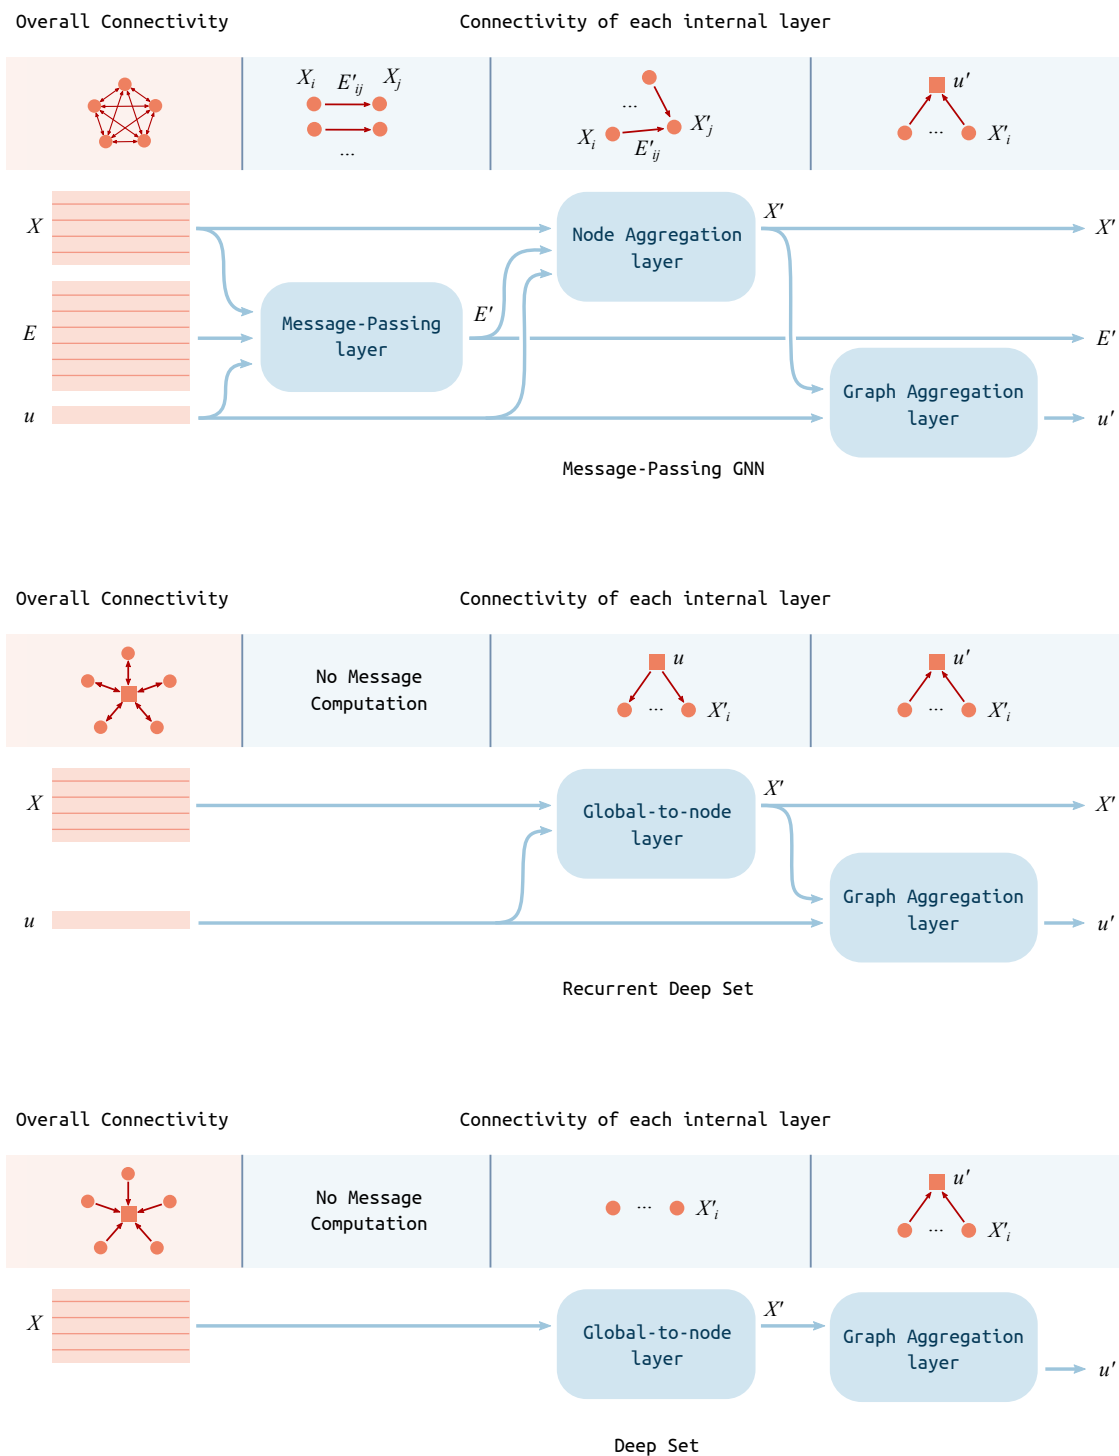 Overall Connectivity
Connectivity of each internal layer
X_i E'_ij X_j
...
...
X_i E'_ij X'_j
u'
... X'_i
X
E
u
Message-Passing
layer
E'
Node Aggregation
layer
X'
Graph Aggregation
layer
X'
E'
u'
Message-Passing GNN
Overall Connectivity
Connectivity of each internal layer
No Message
Computation
u
... X'_i
u'
... X'_i
X
u
Global-to-node
layer
X'
Graph Aggregation
layer
X'
u'
Recurrent Deep Set
Overall Connectivity
Connectivity of each internal layer
No Message
Computation
... X'_i
u'
... X'_i
X
Global-to-node
layer
X'
Graph Aggregation
layer
u'
Deep Set